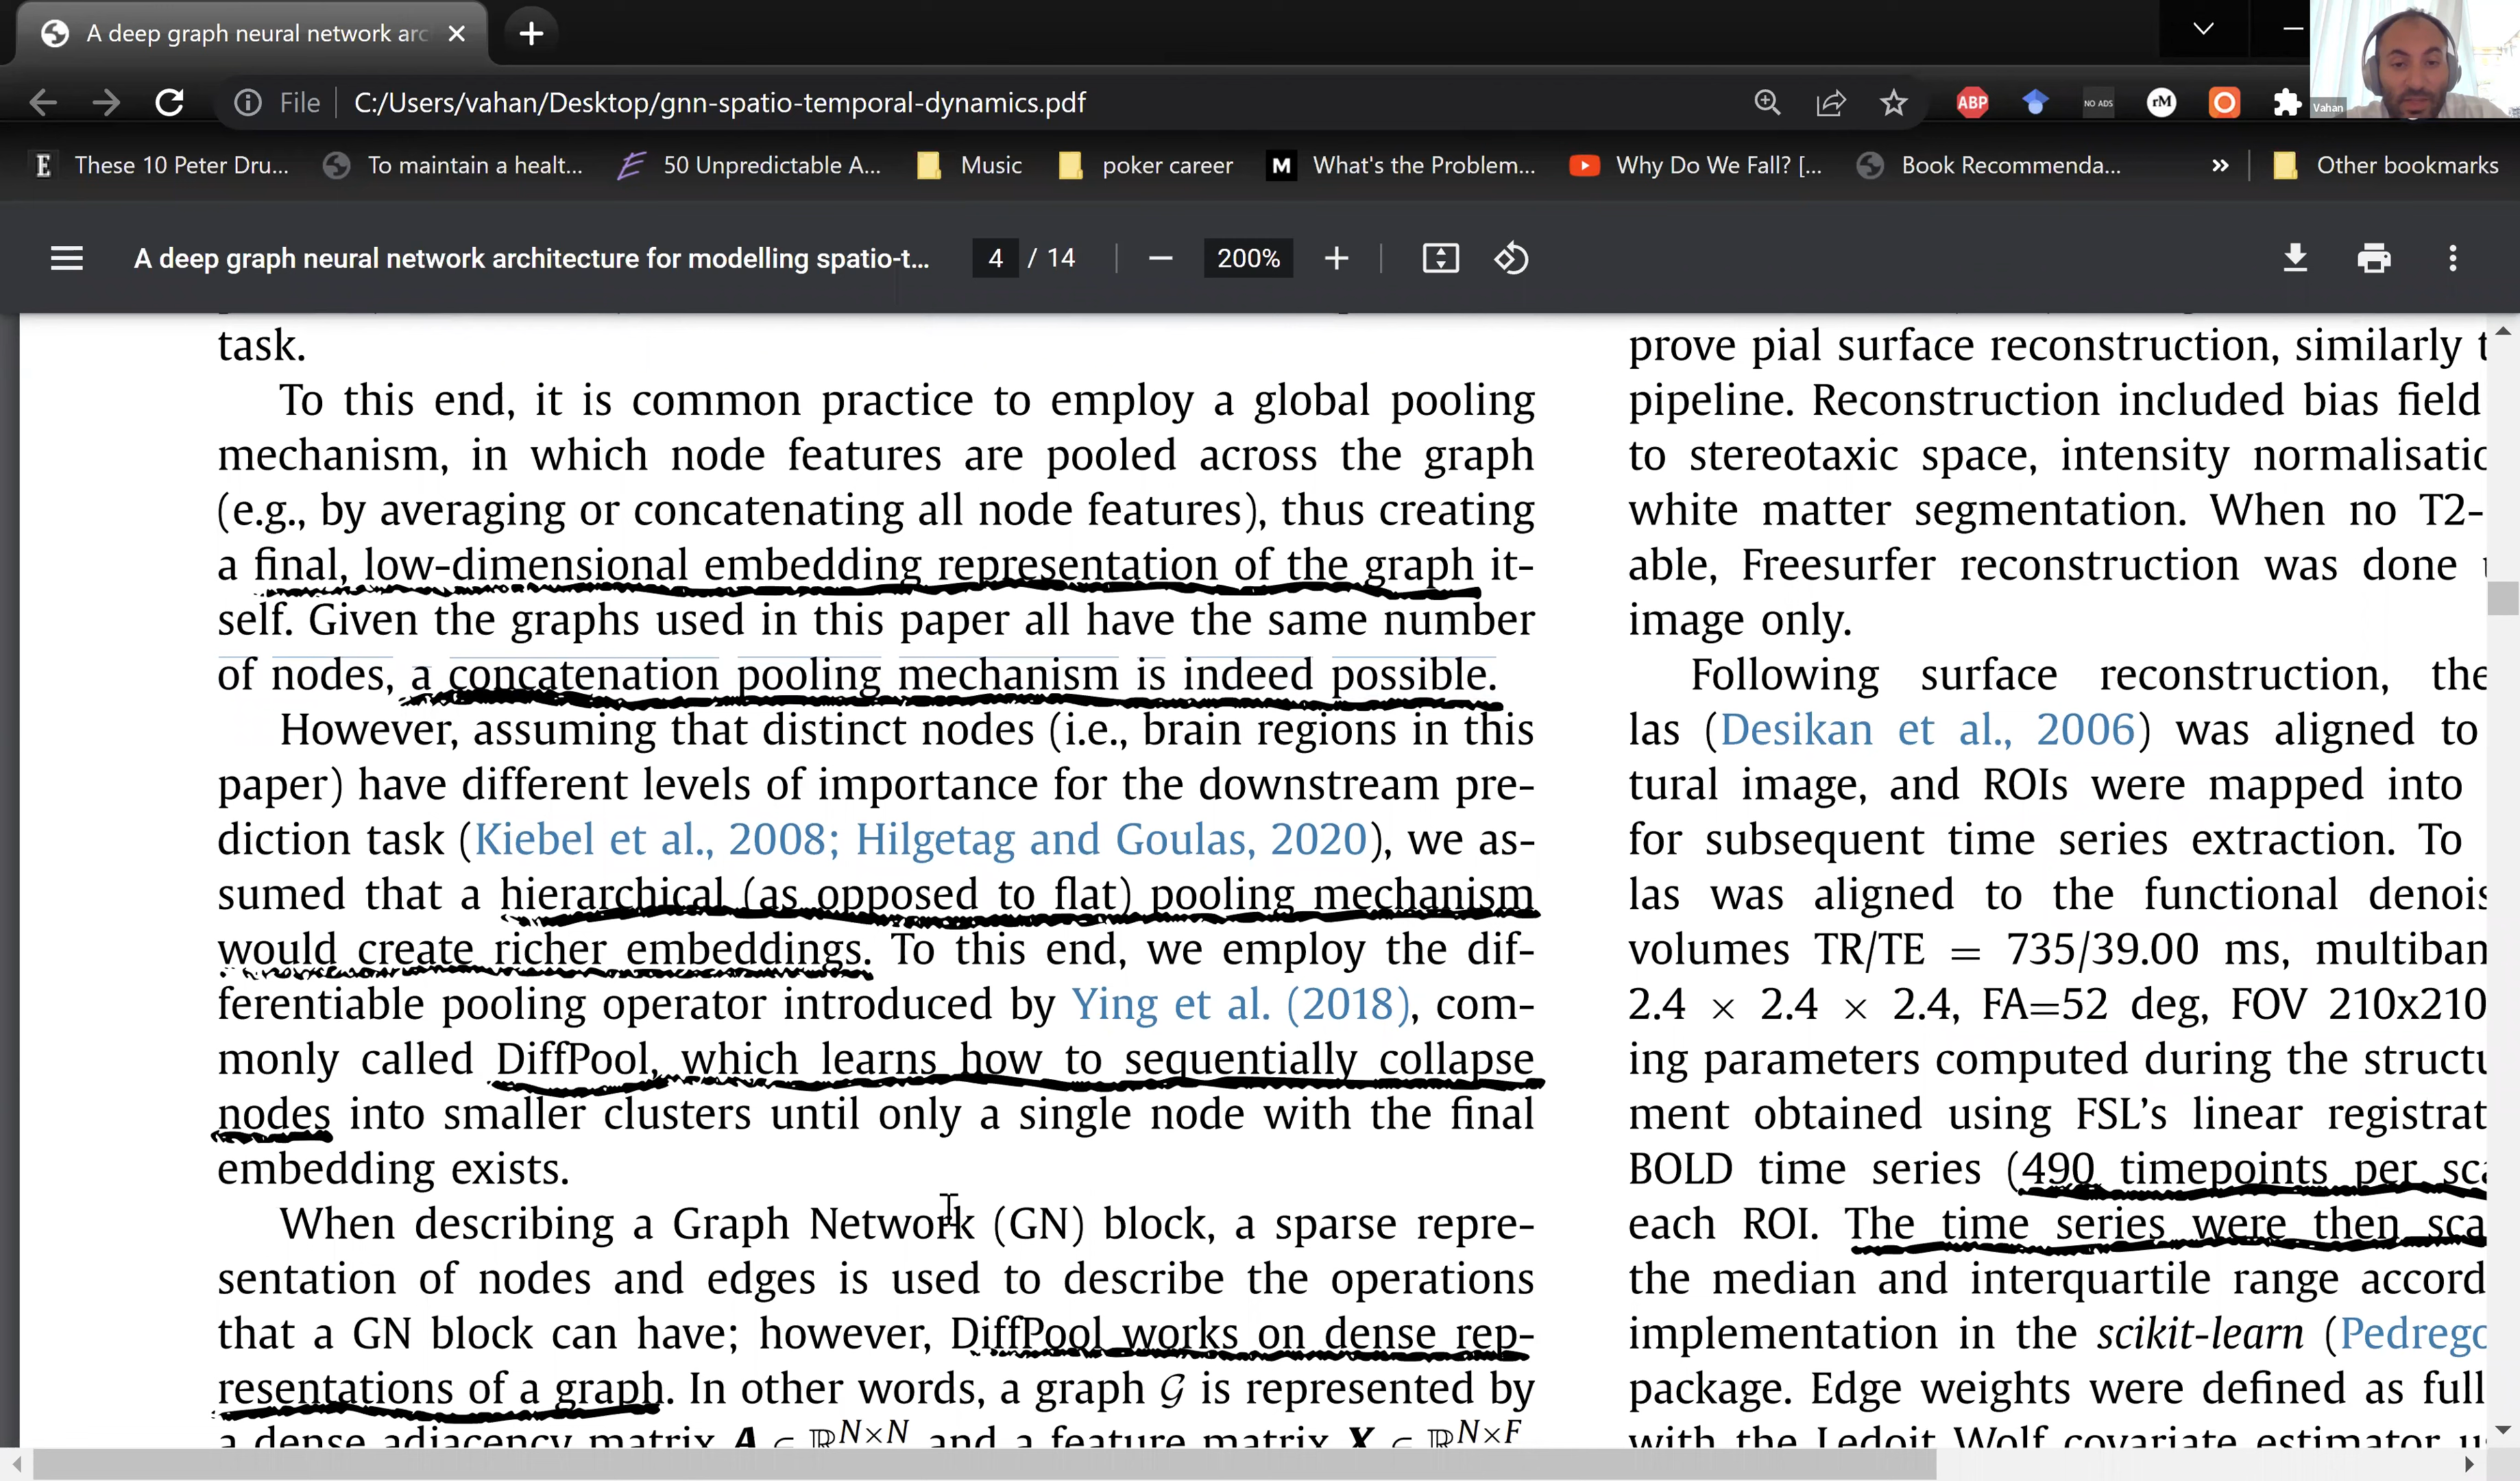 A deep graph neural network arc
File
C:/Users/vahan/Desktop/gnn-spatio-temporal-dynamics.pdf
ABP
NO ADS
rM
Vahan
E These 10 Peter Dru...
To maintain a healt...
50 Unpredictable A...
Music
poker career
M What's the Problem...
Why Do We Fall? [...
Book Recommenda...
»
Other bookmarks
A deep graph neural network architecture for modelling spatio-t...
4 / 14
200%
task.
To this end, it is common practice to employ a global pooling
mechanism, in which node features are pooled across the graph
(e.g., by averaging or concatenating all node features), thus creating
a final, low-dimensional embedding representation of the graph it-
self. Given the graphs used in this paper all have the same number
of nodes, a concatenation pooling mechanism is indeed possible.
However, assuming that distinct nodes (i.e., brain regions in this
paper) have different levels of importance for the downstream pre-
diction task (Kiebel et al., 2008; Hilgetag and Goulas, 2020), we as-
sumed that a hierarchical (as opposed to flat) pooling mechanism
would create richer embeddings. To this end, we employ the dif-
ferentiable pooling operator introduced by Ying et al. (2018), com-
monly called DiffPool, which learns how to sequentially collapse
nodes into smaller clusters until only a single node with the final
embedding exists.
When describing a Graph Network (GN) block, a sparse repre-
sentation of nodes and edges is used to describe the operations
that a GN block can have; however, DiffPool works on dense rep-
resentations of a graph. In other words, a graph 𝒢 is represented by
a dense adjacency matrix A ∈ ℝ^{N×N} and a feature matrix X ∈ ℝ^{N×F}
prove pial surface reconstruction, similarly t
pipeline. Reconstruction included bias field
to stereotaxic space, intensity normalisatio
white matter segmentation. When no T2-
able, Freesurfer reconstruction was done
image only.
Following surface reconstruction, the
las (Desikan et al., 2006) was aligned to
tural image, and ROIs were mapped into
for subsequent time series extraction. To
las was aligned to the functional denois
volumes TR/TE = 735/39.00 ms, multiban
2.4 × 2.4 × 2.4, FA=52 deg, FOV 210x210
ing parameters computed during the structu
ment obtained using FSL's linear registrat
BOLD time series (490 timepoints per sca
each ROI. The time series were then sca
the median and interquartile range accord
implementation in the scikit-learn (Pedrego
package. Edge weights were defined as full
with the Ledoit Wolf covariate estimator u